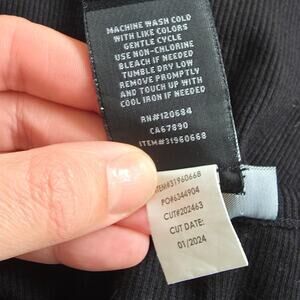 MACHINE WASH COLD
WITH LIKE COLORS
GENTLE CYCLE
USE NON-CHLORINE
BLEACH IF NEEDED
TUMBLE DRY LOW
REMOVE PROMPTLY
AND TOUCH UP WITH
COOL IRON IF NEEDED
RN#120684
CA67890
ITEM#31960668
ITEM#31960668
PO#6344904
CUT#202463
CUT DATE:
01/2024